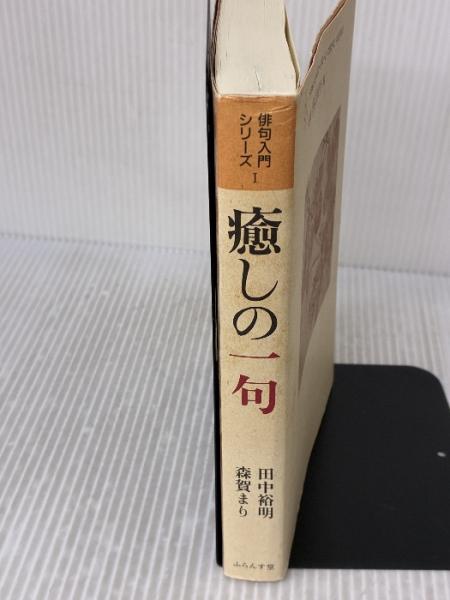 俳句入門
シリーズ I
癒しの一句
田中裕明
森賀まり
ふらんす堂